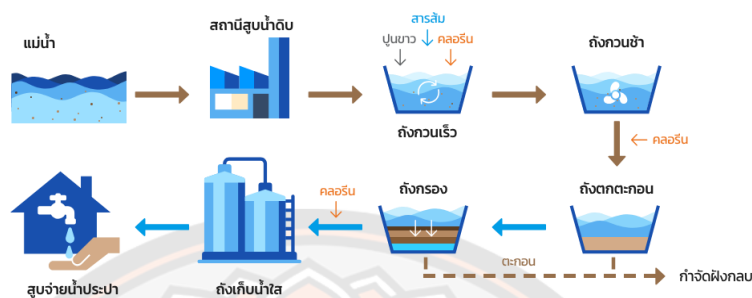 แม่น้ำ
สถานีสูบน้ำดิบ
สารส้ม
ปูนขาว
คลอรีน
ถังกวนเร็ว
ถังกวนช้า
คลอรีน
ถังตกตะกอน
ถังกรอง
คลอรีน
ถังเก็บน้ำใส
สูบจ่ายน้ำประปา
ตะกอน
กำจัดฝังกลบ